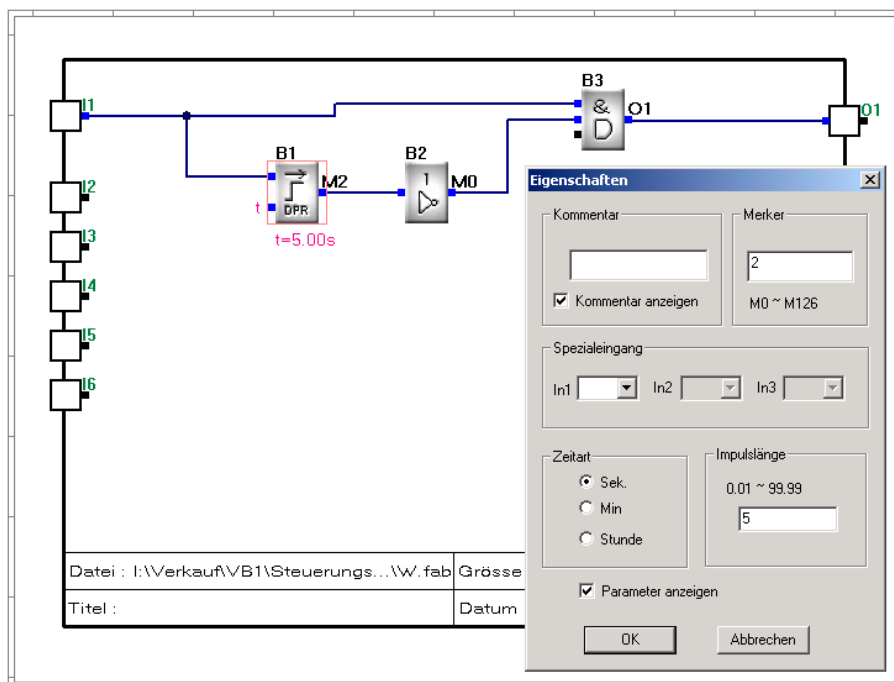 B3
I1
&
O1
O1
D
B1
B2
I2
M2
1
M0
DPR
t
t=5.00s
I3
I4
I5
I6
Eigenschaften
Kommentar
Merker
2
Kommentar anzeigen
M0 ~ M126
Spezialeingang
In1
In2
In3
Zeitart
Impulslänge
Sek.
0.01 ~ 99.99
Min
5
Stunde
Parameter anzeigen
OK
Abbrechen
Datei : I:\Verkauf\VB1\Steuerungs...\W.fab
Grösse
Titel :
Datum